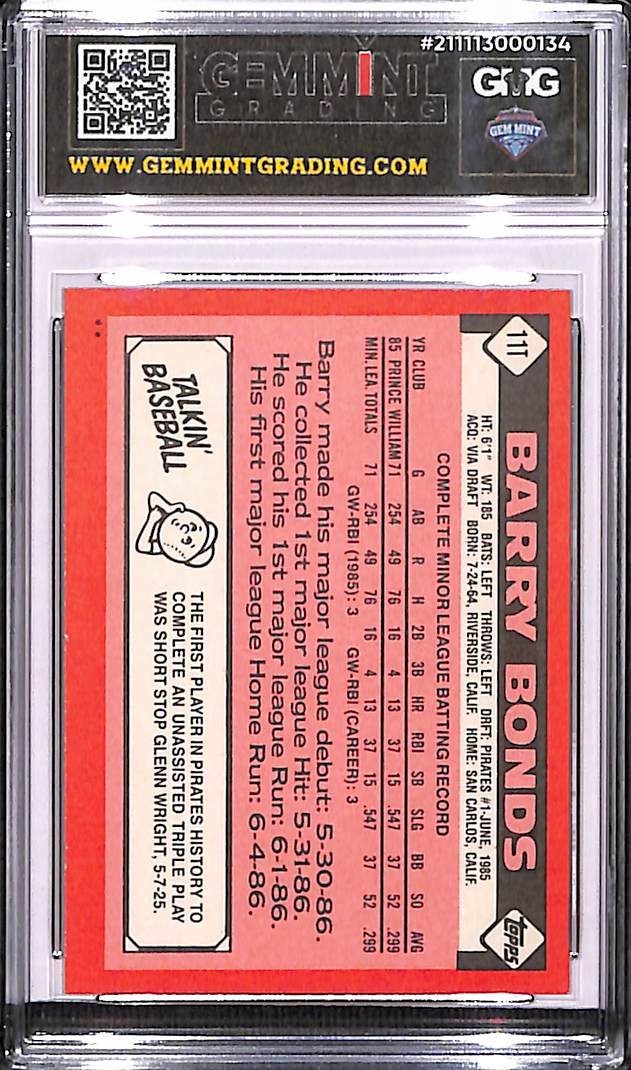 #211113000134
GEMMINT
GRADING
GMG
GEM MINT
WWW.GEMMINTGRADING.COM
11T
BARRY BONDS
topps
HT: 6'1" WT: 185 BATS: LEFT THROWS: LEFT DRFT: PIRATES #1-JUNE, 1985
ACQ: VIA DRAFT BORN: 7-24-64, RIVERSIDE, CALIF. HOME: SAN CARLOS, CALIF.
COMPLETE MINOR LEAGUE BATTING RECORD
YR CLUB G AB R H 2B 3B HR RBI SB SLG BB SO AVG
85 PRINCE WILLIAM 71 254 49 76 16 4 13 37 15 .547 37 52 .299
MIN. LEA. TOTALS 71 254 49 76 16 4 13 37 15 .547 37 52 .299
GW-RBI (1985): 3 GW-RBI (CAREER): 3
Barry made his major league debut: 5-30-86.
He collected 1st major league Hit: 5-31-86.
He scored his 1st major league Run: 6-1-86.
His first major league Home Run: 6-4-86.
TALKIN'
BASEBALL
THE FIRST PLAYER IN PIRATES HISTORY TO
COMPLETE AN UNASSISTED TRIPLE PLAY
WAS SHORT STOP GLENN WRIGHT, 5-7-25.
**